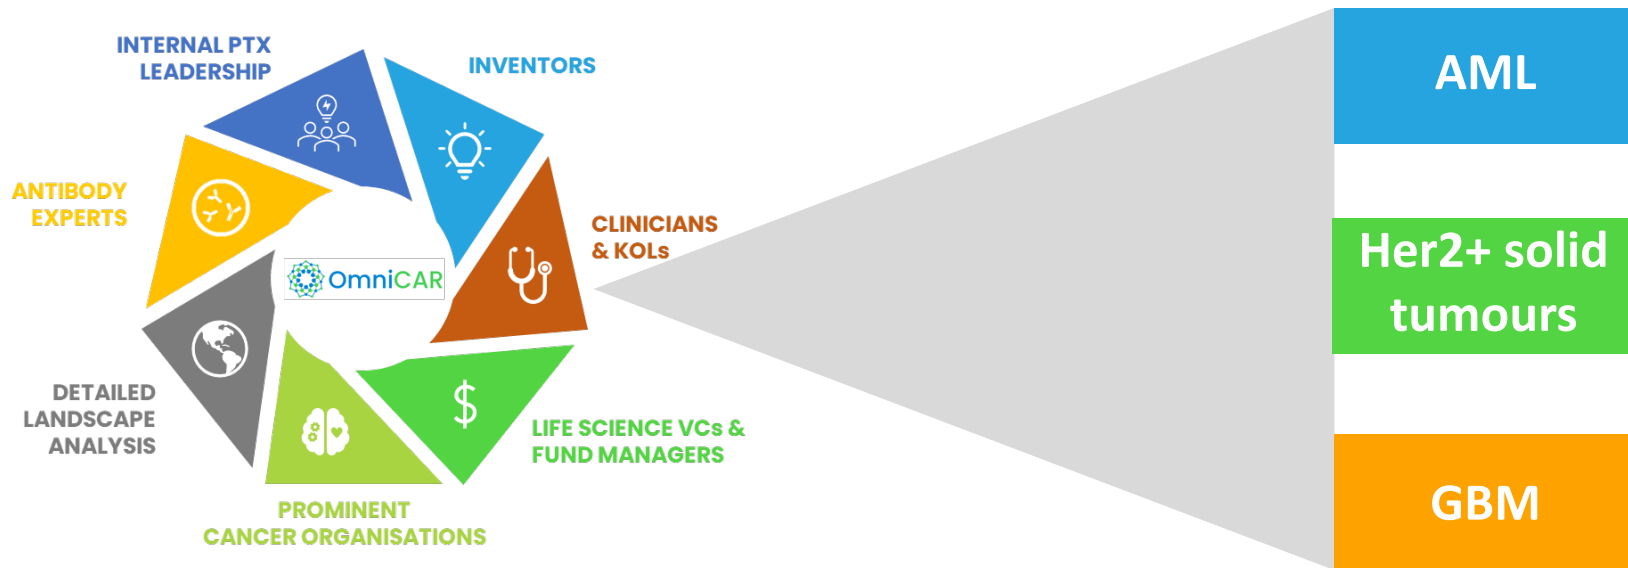 INTERNAL PTX
LEADERSHIP
INVENTORS
ANTIBODY
EXPERTS
CLINICIANS
& KOLs
OmniCAR
DETAILED
LANDSCAPE
ANALYSIS
$
LIFE SCIENCE VCs &
FUND MANAGERS
PROMINENT
CANCER ORGANISATIONS
AML
Her2+ solid
tumours
GBM